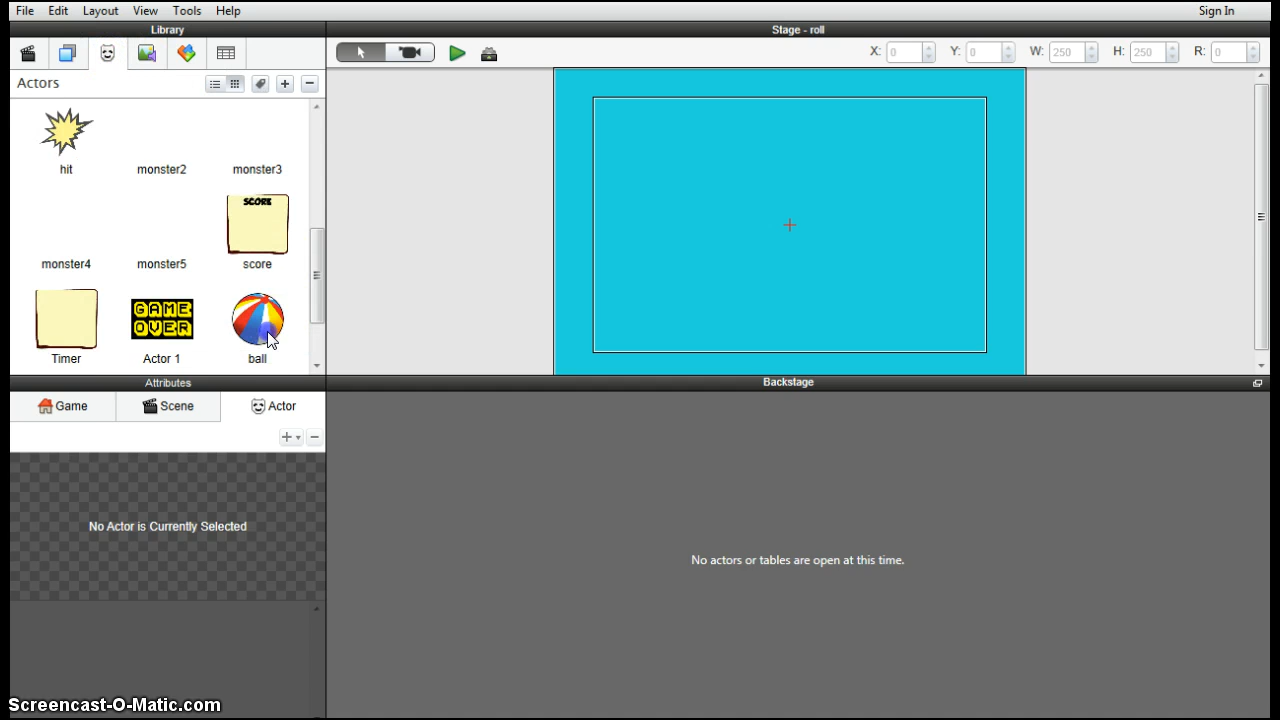 File Edit Layout View Tools Help Sign In
Library Stage - roll
X: 0 Y: 0 W: 250 H: 250 R: 0
Actors
hit monster2 monster3
SCORE
monster4 monster5 score
GAME
OVER
Timer Actor 1 ball
Attributes Backstage
Game Scene Actor
No Actor is Currently Selected
No actors or tables are open at this time.
Screencast-O-Matic.com